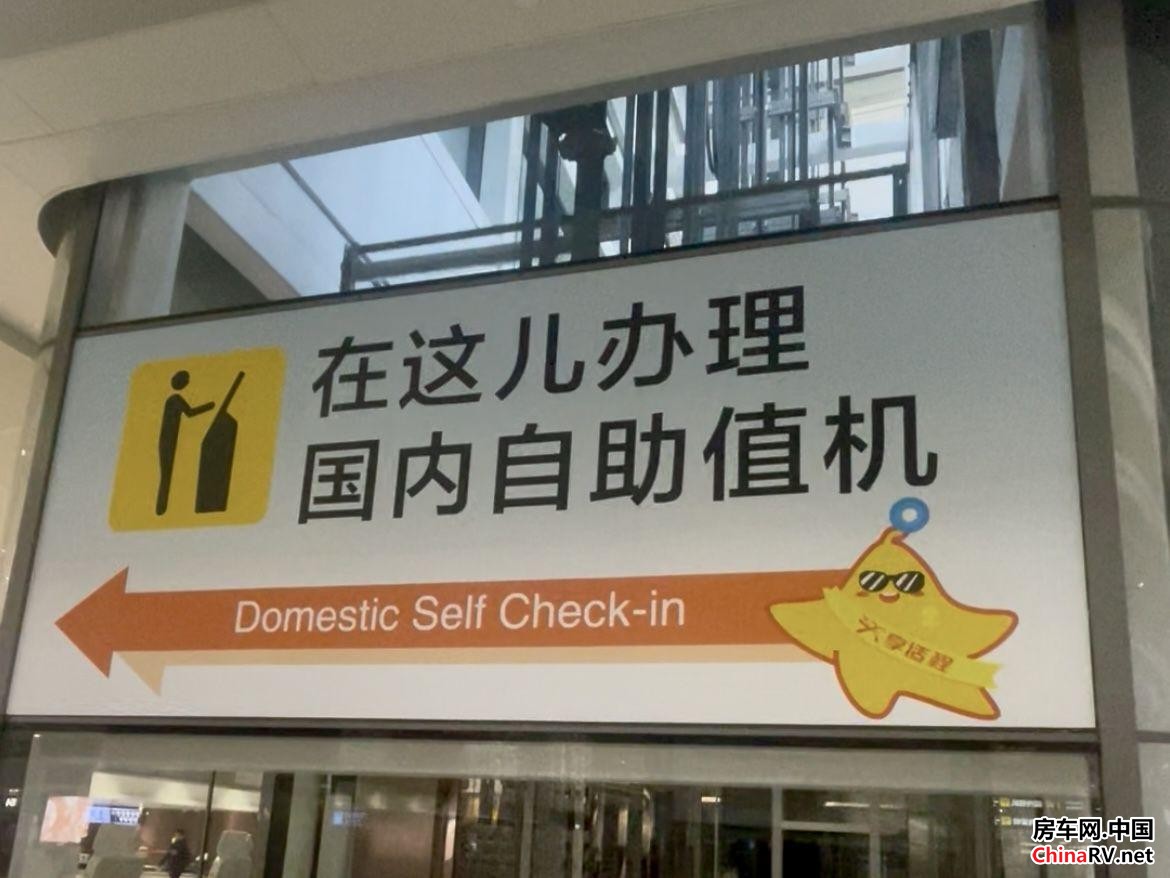 在这儿办理
国内自助值机
Domestic Self Check-in
房车网.中国
ChinaRV.net